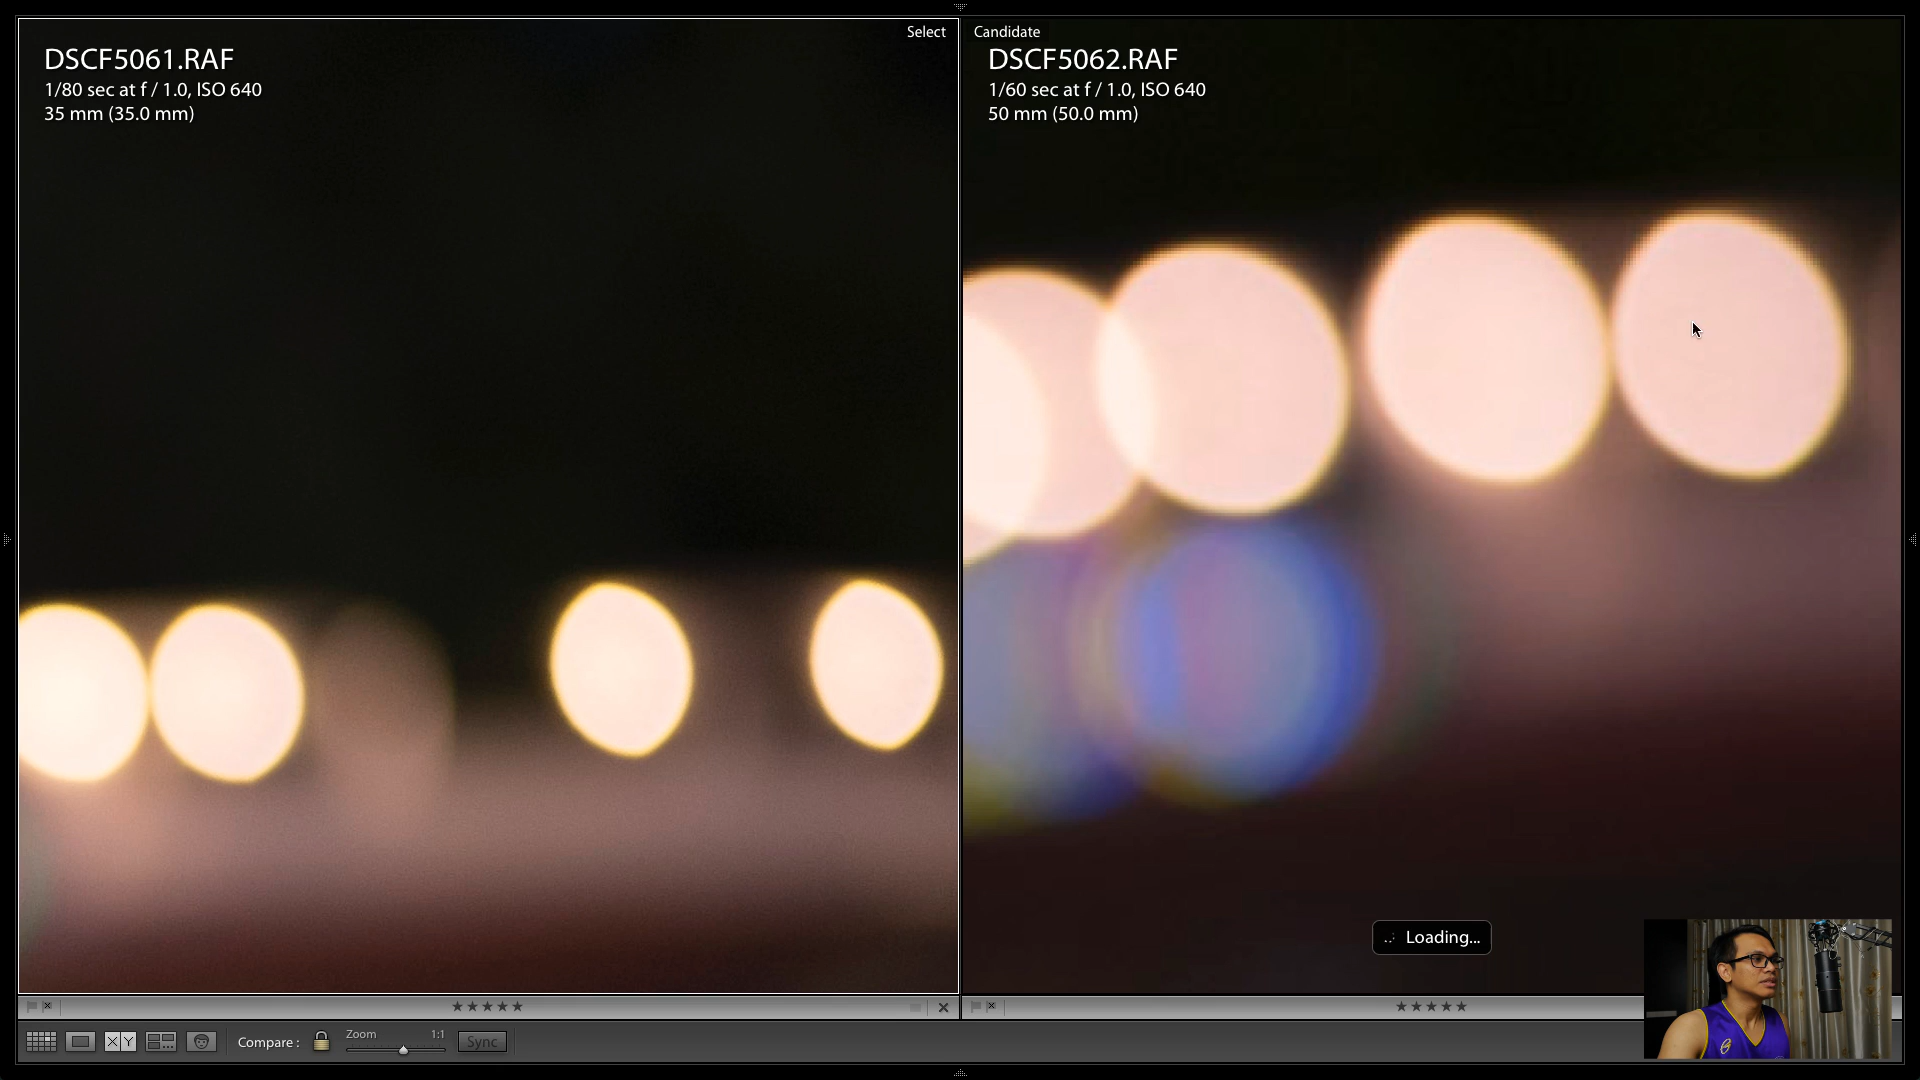 Select
DSCF5061.RAF
1/80 sec at f / 1.0, ISO 640
35 mm (35.0 mm)
Candidate
DSCF5062.RAF
1/60 sec at f / 1.0, ISO 640
50 mm (50.0 mm)
Loading...
XY
Compare :
Zoom
1:1
Sync